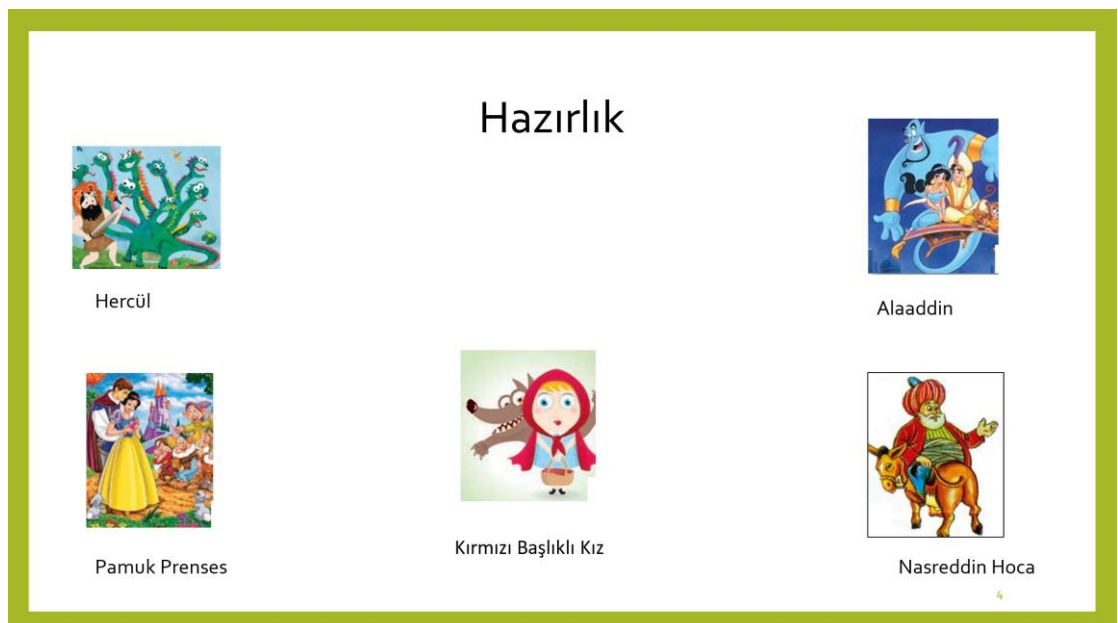 Hazırlık
Hercül
Alaaddin
Pamuk Prenses
Kırmızı Başlıklı Kız
Nasreddin Hoca
4